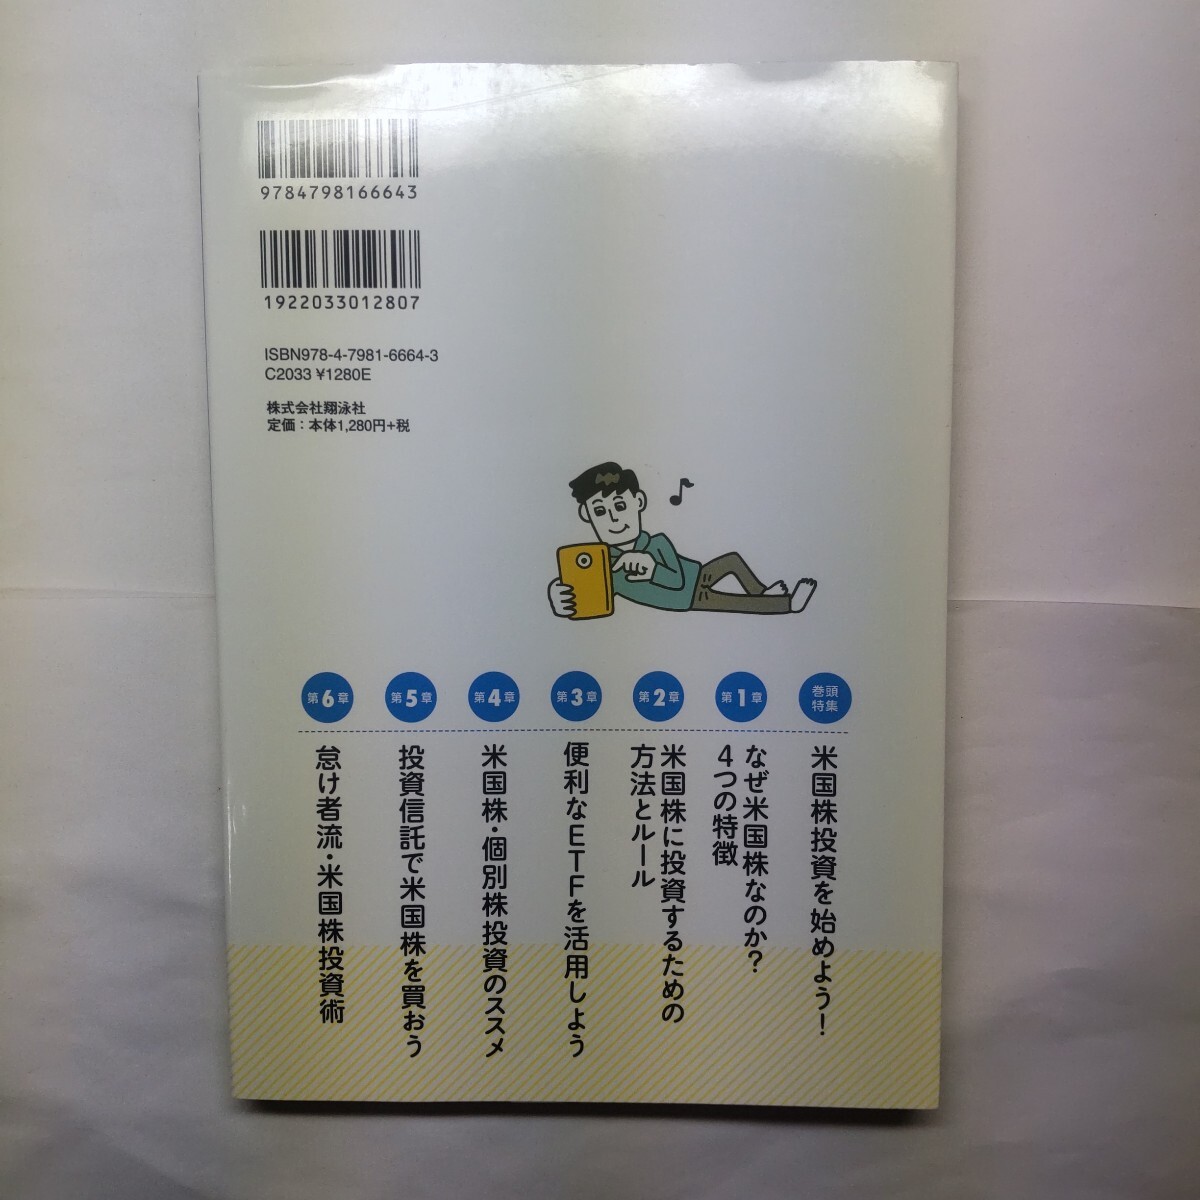 9784798166643
1922033012807
ISBN978-4-7981-6664-3
C2033 ¥1280E
株式会社翔泳社
定価：本体1,280円+税
巻頭
特集
米国株投資を始めよう！
第1章
なぜ米国株なのか？
4つの特徴
第2章
米国株に投資するための
方法とルール
第3章
便利なETFを活用しよう
第4章
米国株・個別株投資のススメ
第5章
投資信託で米国株を買おう
第6章
怠け者流・米国株投資術